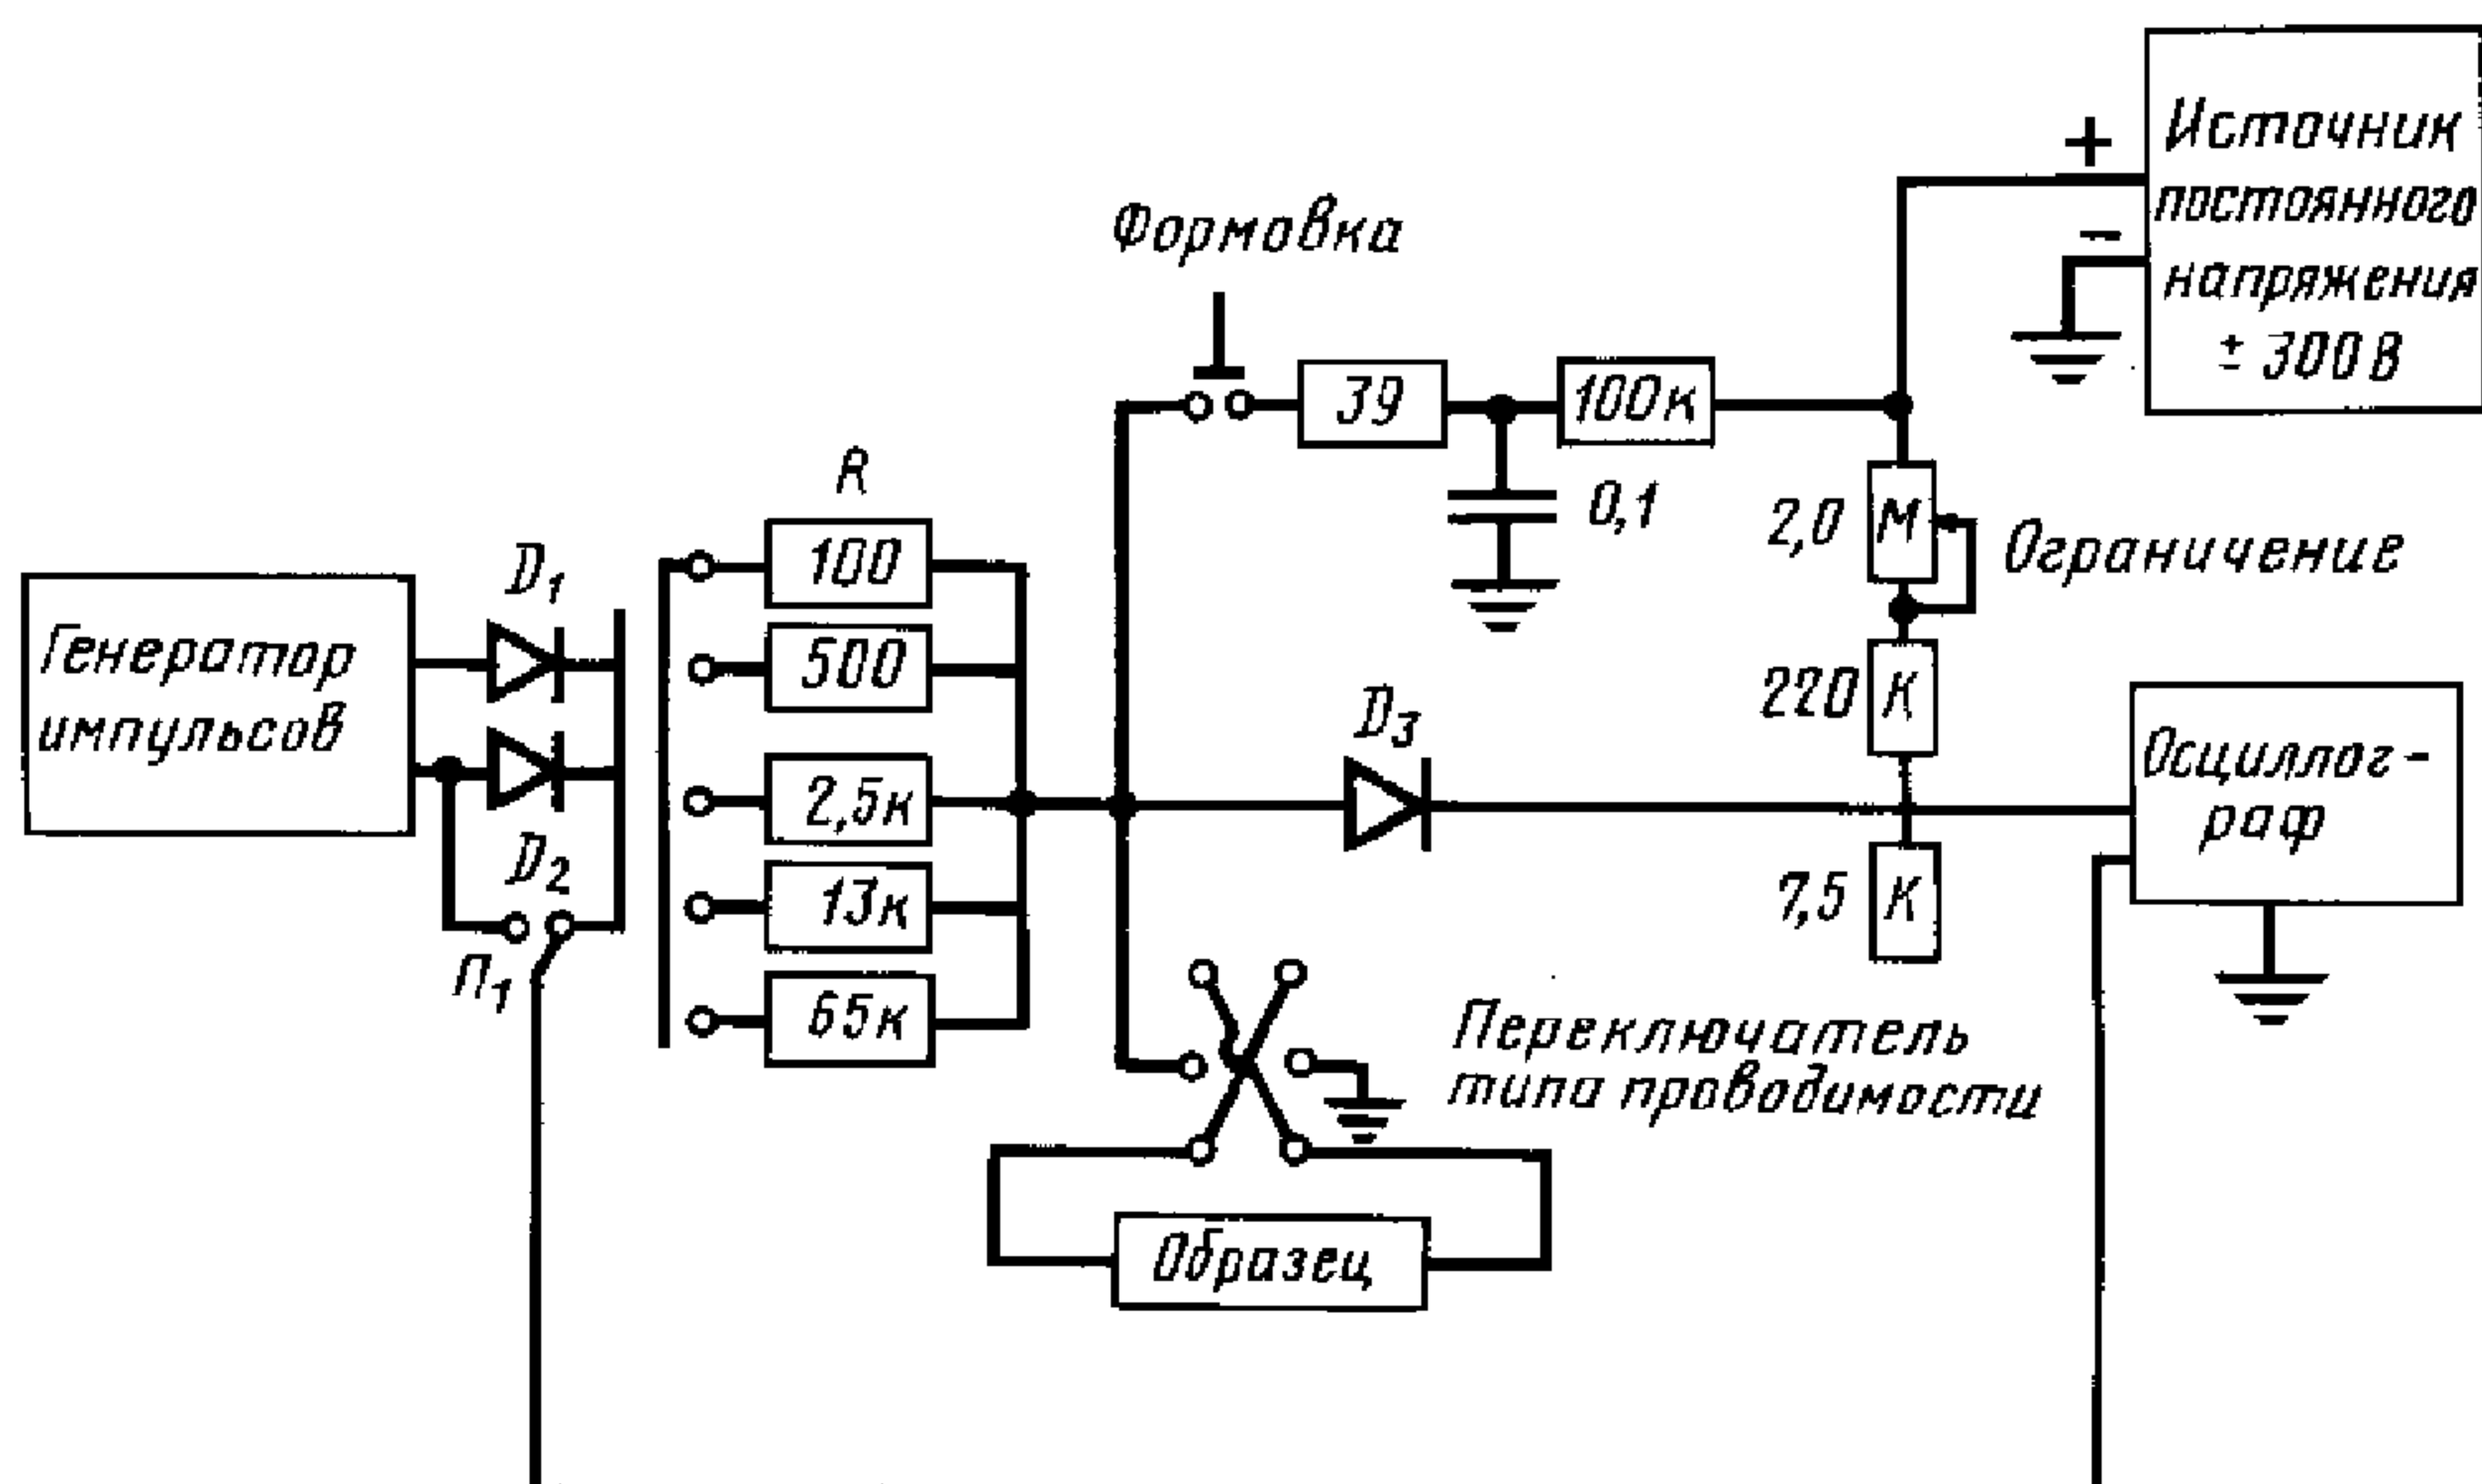 Источник
постоянного
напряжения
± 300 В
+
−
Формовка
39
100к
0,1
2,0 М
Ограничение
220 К
7,5 К
Осциллог-
раф
R
100
500
2,5к
13к
65к
D1
Генератор
импульсов
D2
П1
D3
Переключатель
типа проводимости
Образец